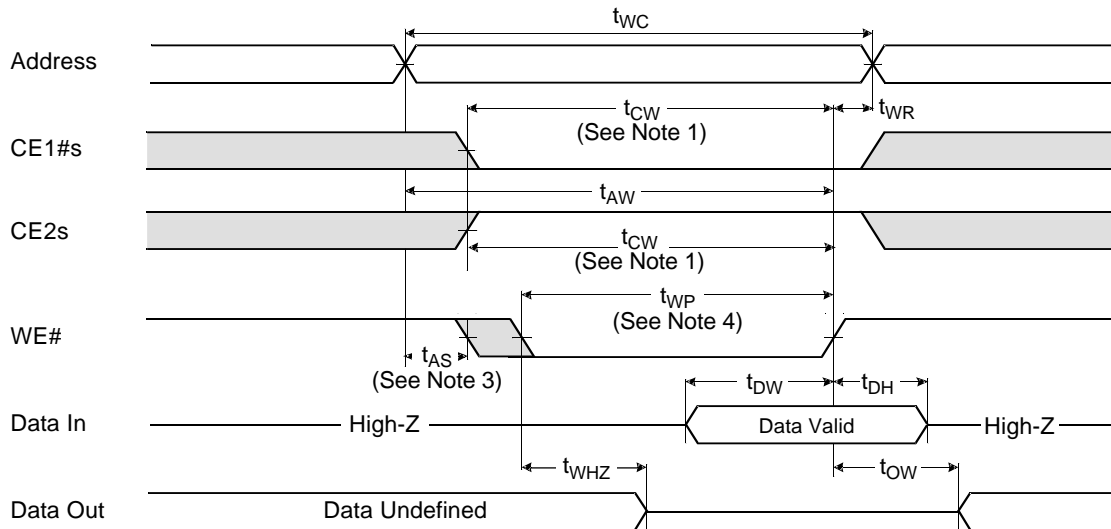 tWC
Address
tCW
(See Note 1)
tWR
CE1#s
tAW
CE2s
tCW
(See Note 1)
tWP
(See Note 4)
WE#
tAS
(See Note 3)
tDW
tDH
Data In
High-Z
Data Valid
High-Z
tWHZ
tOW
Data Out
Data Undefined